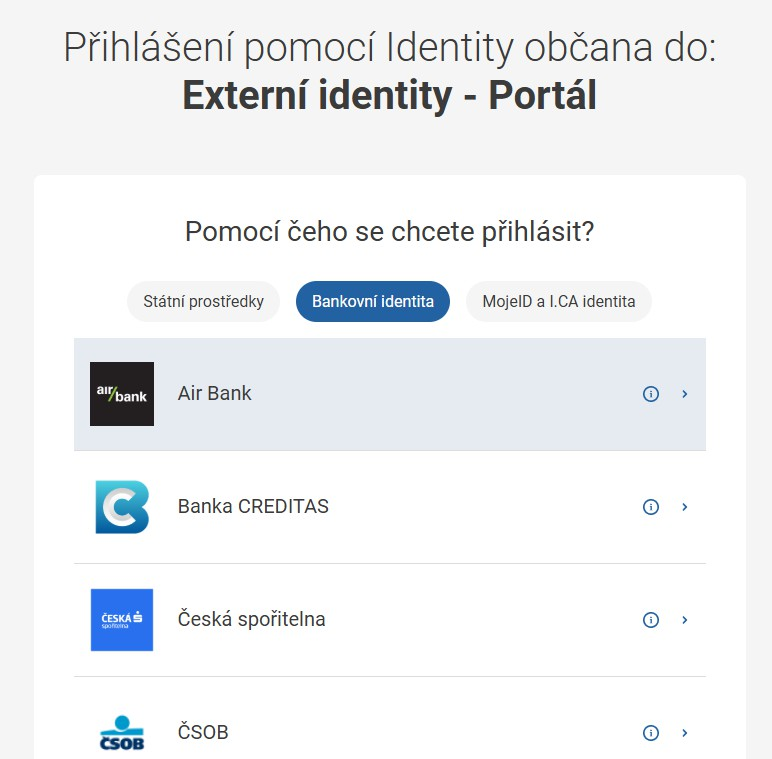 Přihlášení pomocí Identity občana do:
Externí identity - Portál
Pomocí čeho se chcete přihlásit?
Státní prostředky
Bankovní identita
MojeID a I.CA identita
air bank
Air Bank
Banka CREDITAS
ČESKÁ
spořitelna
Česká spořitelna
ČSOB
ČSOB